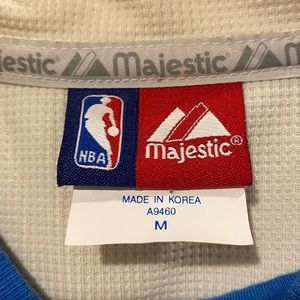 Majestic Majestic
NBA
Majestic®
MADE IN KOREA
A9460
M